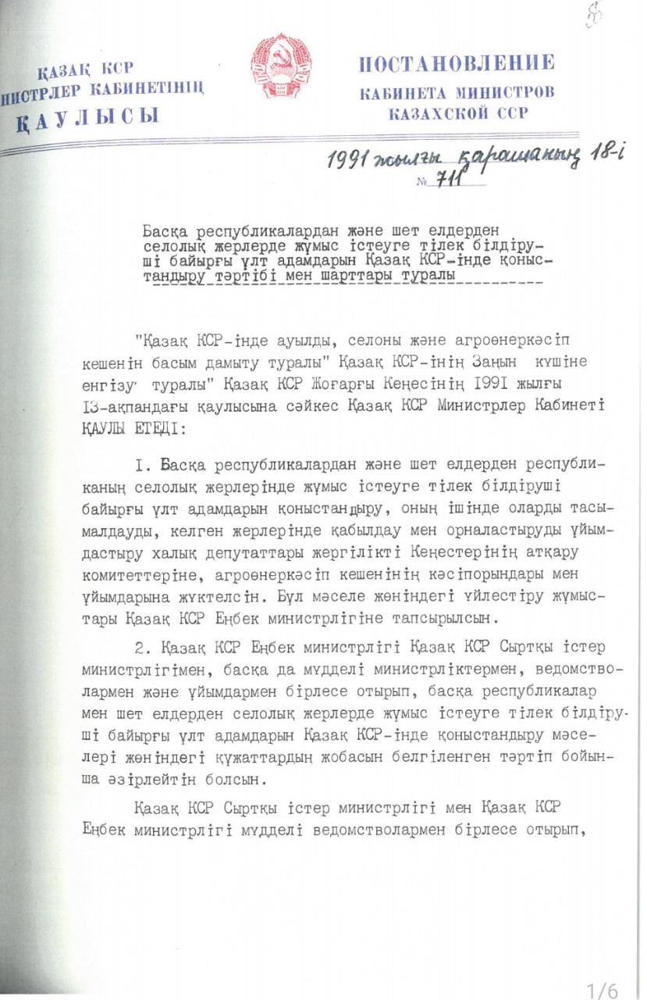 ҚАЗАҚ КСР
НИСТРЛЕР КАБИНЕТІНІҢ
ҚАУЛЫСЫ
ПОСТАНОВЛЕНИЕ
КАБИНЕТА МИНИСТРОВ
КАЗАХСКОЙ ССР
1991 жылғы қарашаның 18-і
№ 711
Басқа республикалардан және шет елдерден
селолық жерлерде жұмыс істеуге тілек білдіру-
ші байырғы ұлт адамдарын Қазақ КСР-інде қоныс-
тандыру тәртібі мен шарттары туралы
"Қазақ КСР-інде ауылды, селоны және агроөнеркәсіп
кешенін басым дамыту туралы" Қазақ КСР-інің Заңын күшіне
енгізу туралы" Қазақ КСР Жоғарғы Кеңесінің 1991 жылғы
13-ақпандағы қаулысына сәйкес Қазақ КСР Министрлер Кабинеті
ҚАУЛЫ ЕТЕДІ:
1. Басқа республикалардан және шет елдерден республи-
каның селолық жерлерінде жұмыс істеуге тілек білдіруші
байырғы ұлт адамдарын қоныстандыру, оның ішінде оларды тасы-
малдауды, келген жерлерінде қабылдау мен орналастыруды ұйым-
дастыру халық депутаттары жергілікті Кеңестерінің атқару
комитеттеріне, агроөнеркәсіп кешенінің кәсіпорындары мен
ұйымдарына жүктелсін. Бұл мәселе жөніндегі үйлестіру жұмыс-
тары Қазақ КСР Еңбек министрлігіне тапсырылсын.
2. Қазақ КСР Еңбек министрлігі Қазақ КСР Сыртқы істер
министрлігімен, басқа да мүдделі министрліктермен, ведомство-
лармен және ұйымдармен бірлесе отырып, басқа республикалар
мен шет елдерден селолық жерлерде жұмыс істеуге тілек білдіру-
ші байырғы ұлт адамдарын Қазақ КСР-інде қоныстандыру мәсе-
лері жөніндегі құжаттардың жобасын белгіленген тәртіп бойын-
ша әзірлейтін болсын.
Қазақ КСР Сыртқы істер министрлігі мен Қазақ КСР
Еңбек министрлігі мүдделі ведомстволармен бірлесе отырып,
1/6